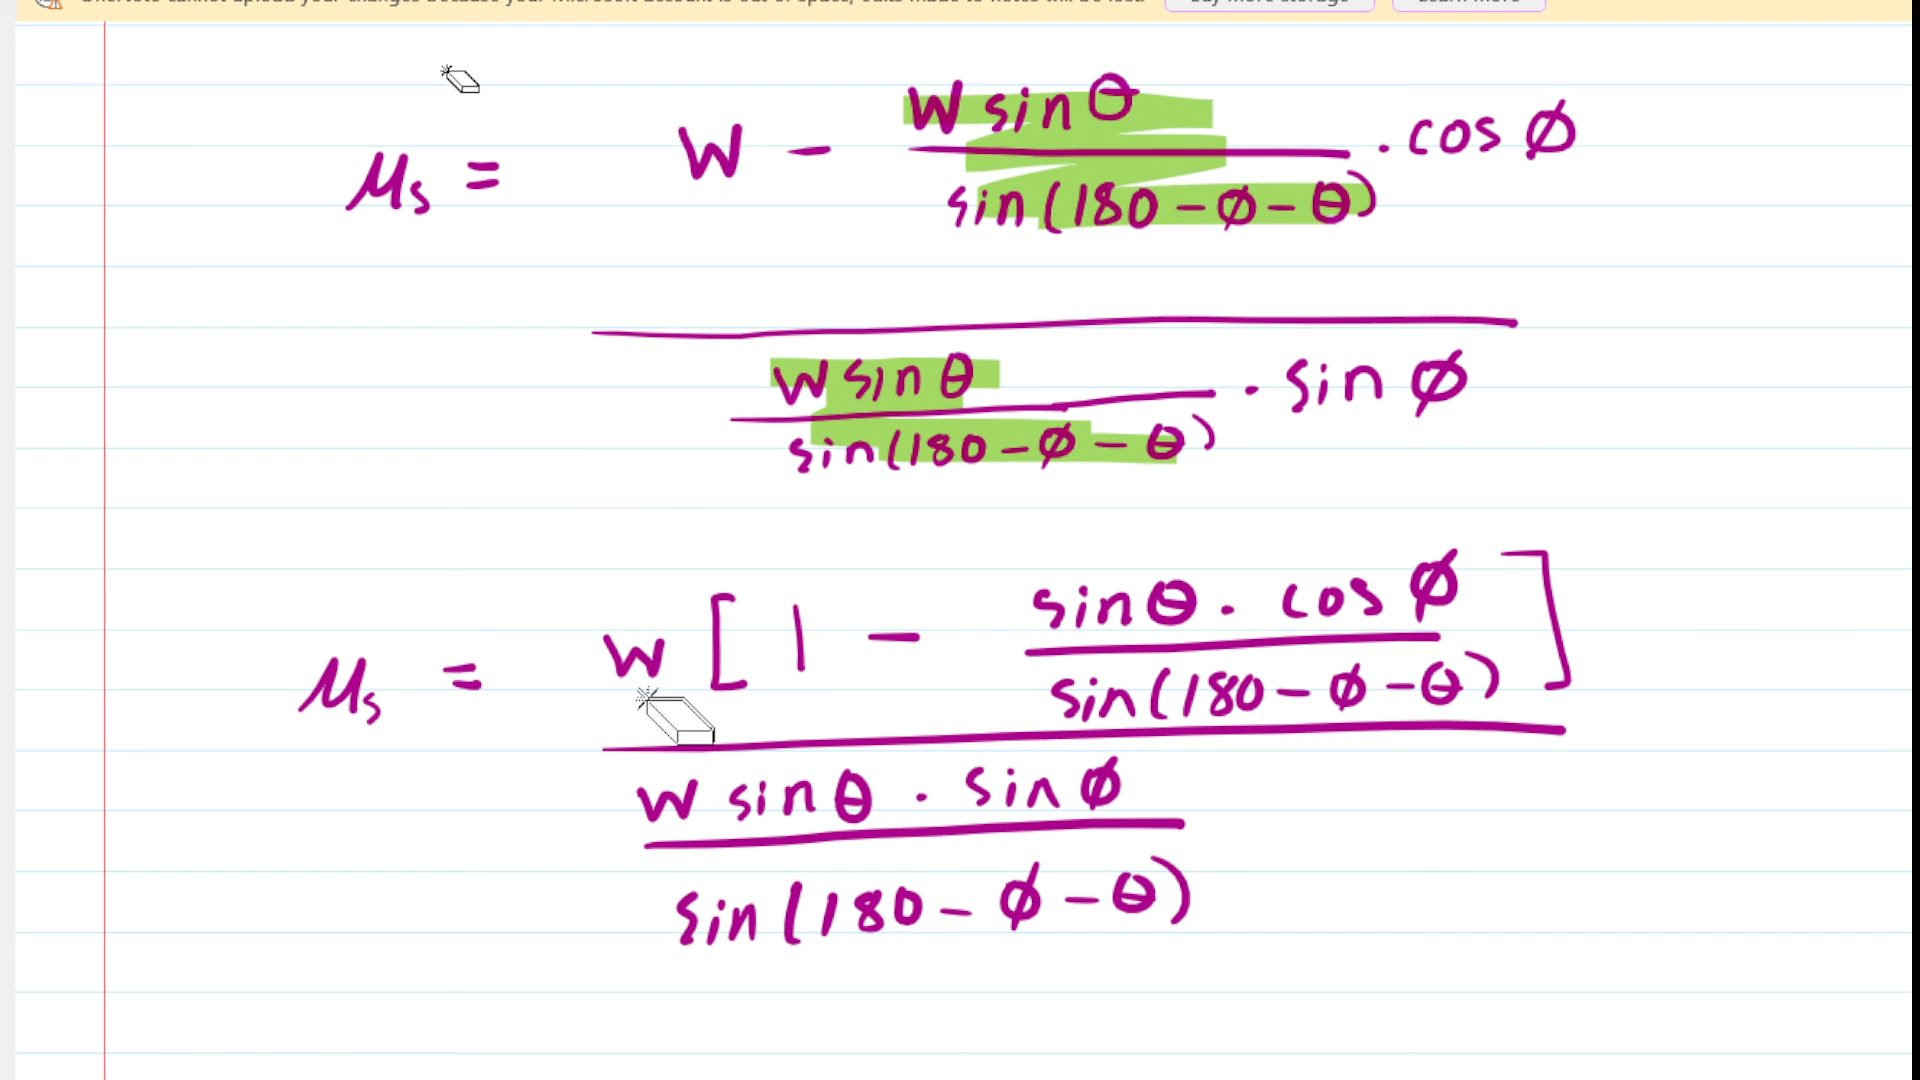 W sinθ
μs = W − ――― . cos ϕ
sin(180−ϕ−θ)
W sinθ
――― . sin ϕ
sin(180−ϕ−θ)
sinθ . cos ϕ
μs = W [ 1 − ――― ]
sin(180−ϕ−θ)
W sinθ . sin ϕ
sin(180−ϕ−θ)